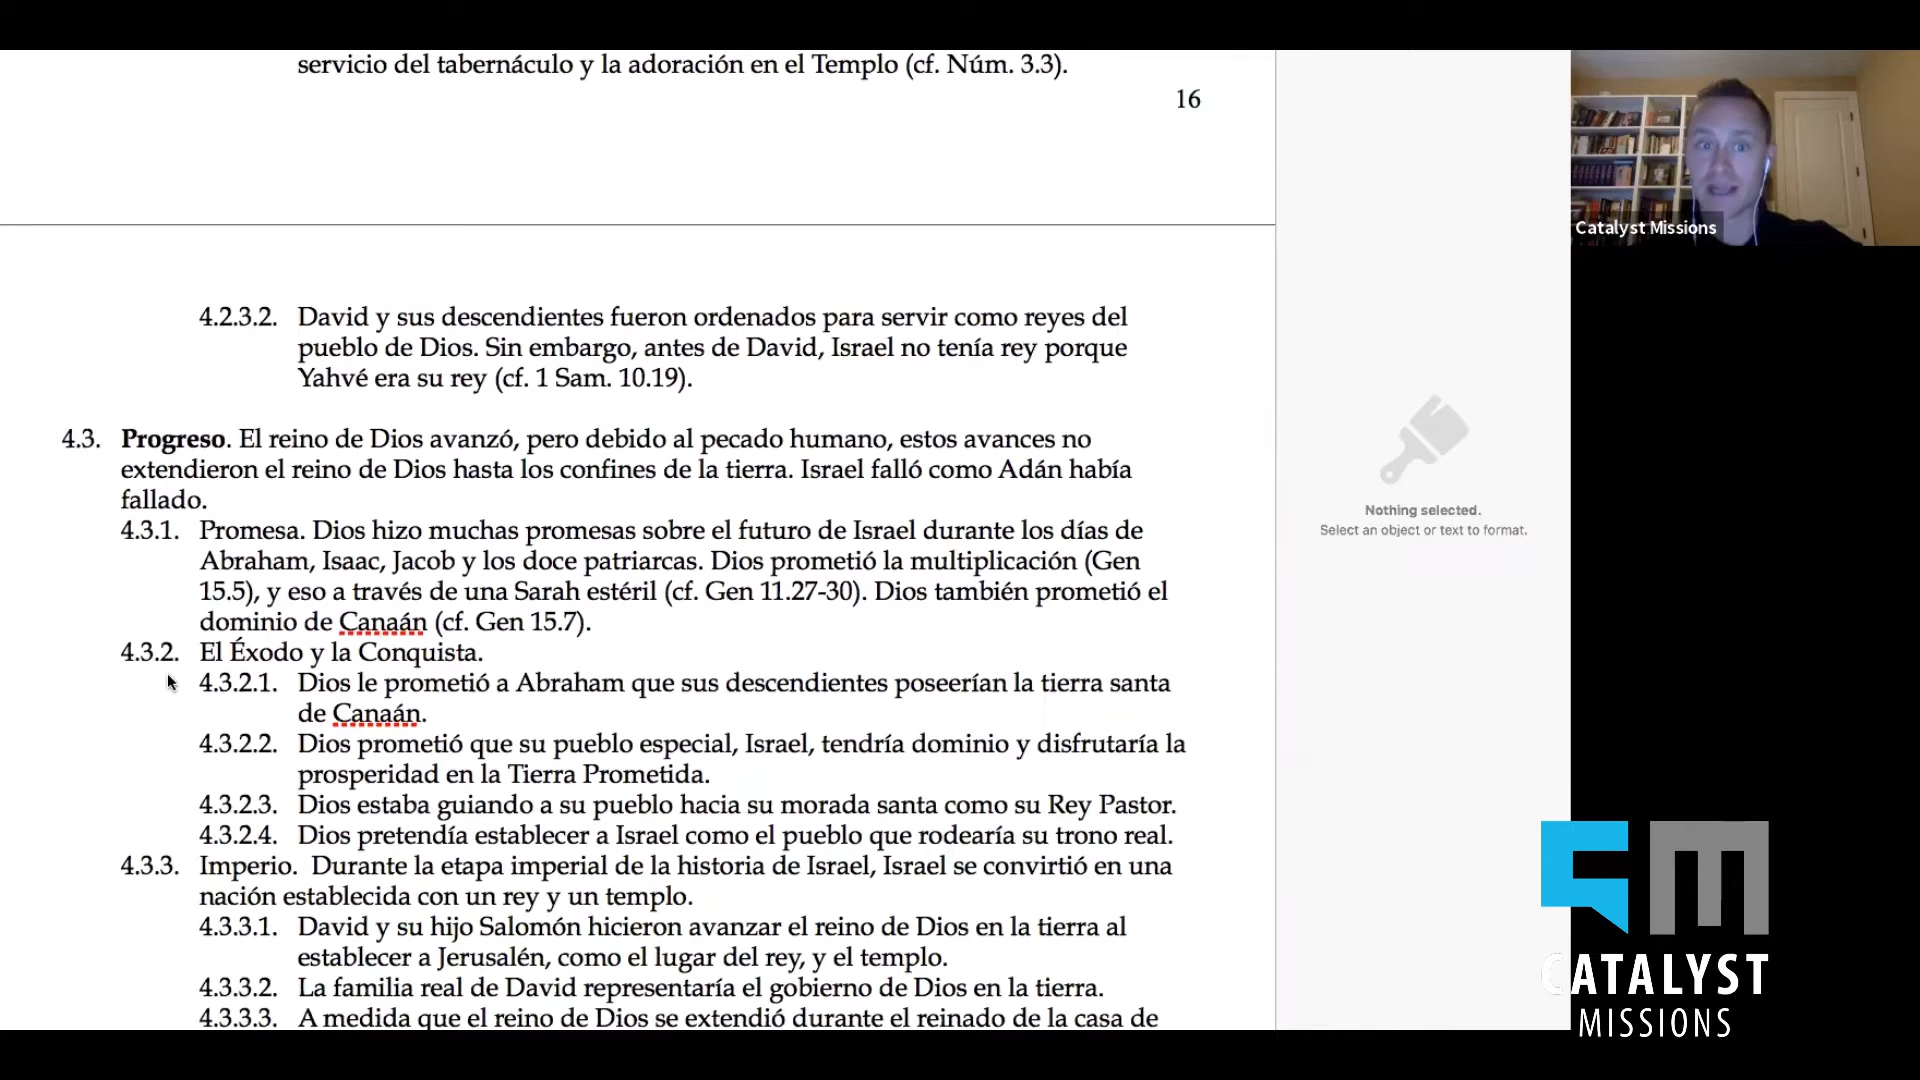 servicio del tabernáculo y la adoración en el Templo (cf. Núm. 3.3).
16
4.2.3.2. David y sus descendientes fueron ordenados para servir como reyes del
pueblo de Dios. Sin embargo, antes de David, Israel no tenía rey porque
Yahvé era su rey (cf. 1 Sam. 10.19).
4.3. Progreso. El reino de Dios avanzó, pero debido al pecado humano, estos avances no
extendieron el reino de Dios hasta los confines de la tierra. Israel falló como Adán había
fallado.
4.3.1. Promesa. Dios hizo muchas promesas sobre el futuro de Israel durante los días de
Abraham, Isaac, Jacob y los doce patriarcas. Dios prometió la multiplicación (Gen
15.5), y eso a través de una Sarah estéril (cf. Gen 11.27-30). Dios también prometió el
dominio de Canaán (cf. Gen 15.7).
4.3.2. El Éxodo y la Conquista.
4.3.2.1. Dios le prometió a Abraham que sus descendientes poseerían la tierra santa
de Canaán.
4.3.2.2. Dios prometió que su pueblo especial, Israel, tendría dominio y disfrutaría la
prosperidad en la Tierra Prometida.
4.3.2.3. Dios estaba guiando a su pueblo hacia su morada santa como su Rey Pastor.
4.3.2.4. Dios pretendía establecer a Israel como el pueblo que rodearía su trono real.
4.3.3. Imperio. Durante la etapa imperial de la historia de Israel, Israel se convirtió en una
nación establecida con un rey y un templo.
4.3.3.1. David y su hijo Salomón hicieron avanzar el reino de Dios en la tierra al
establecer a Jerusalén, como el lugar del rey, y el templo.
4.3.3.2. La familia real de David representaría el gobierno de Dios en la tierra.
4.3.3.3. A medida que el reino de Dios se extendió durante el reinado de la casa de
Nothing selected.
Select an object or text to format.
Catalyst Missions
CATALYST
MISSIONS